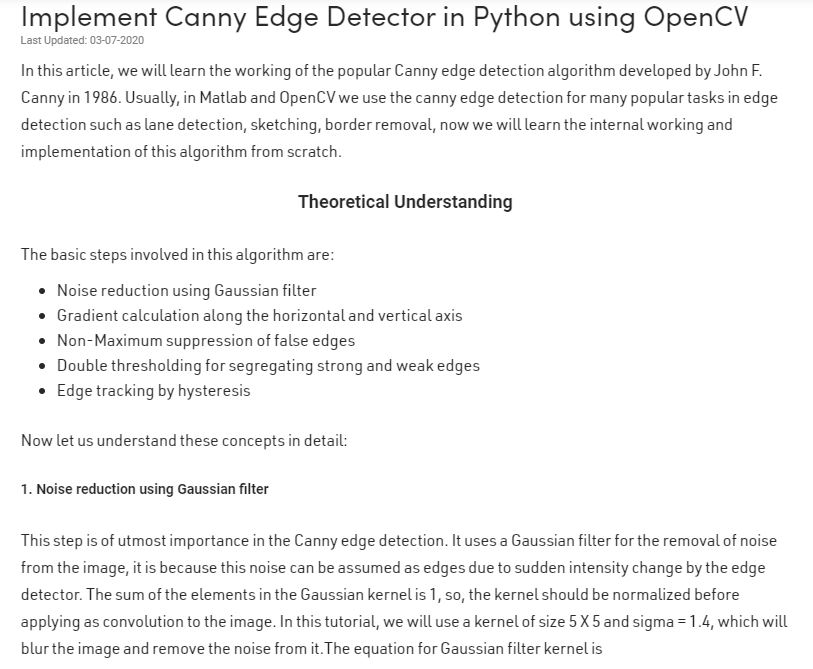 Implement Canny Edge Detector in Python using OpenCV
Last Updated: 03-07-2020
In this article, we will learn the working of the popular Canny edge detection algorithm developed by John F.
Canny in 1986. Usually, in Matlab and OpenCV we use the canny edge detection for many popular tasks in edge
detection such as lane detection, sketching, border removal, now we will learn the internal working and
implementation of this algorithm from scratch.
Theoretical Understanding
The basic steps involved in this algorithm are:
• Noise reduction using Gaussian filter
• Gradient calculation along the horizontal and vertical axis
• Non-Maximum suppression of false edges
• Double thresholding for segregating strong and weak edges
• Edge tracking by hysteresis
Now let us understand these concepts in detail:
1. Noise reduction using Gaussian filter
This step is of utmost importance in the Canny edge detection. It uses a Gaussian filter for the removal of noise
from the image, it is because this noise can be assumed as edges due to sudden intensity change by the edge
detector. The sum of the elements in the Gaussian kernel is 1, so, the kernel should be normalized before
applying as convolution to the image. In this tutorial, we will use a kernel of size 5 X 5 and sigma = 1.4, which will
blur the image and remove the noise from it.The equation for Gaussian filter kernel is